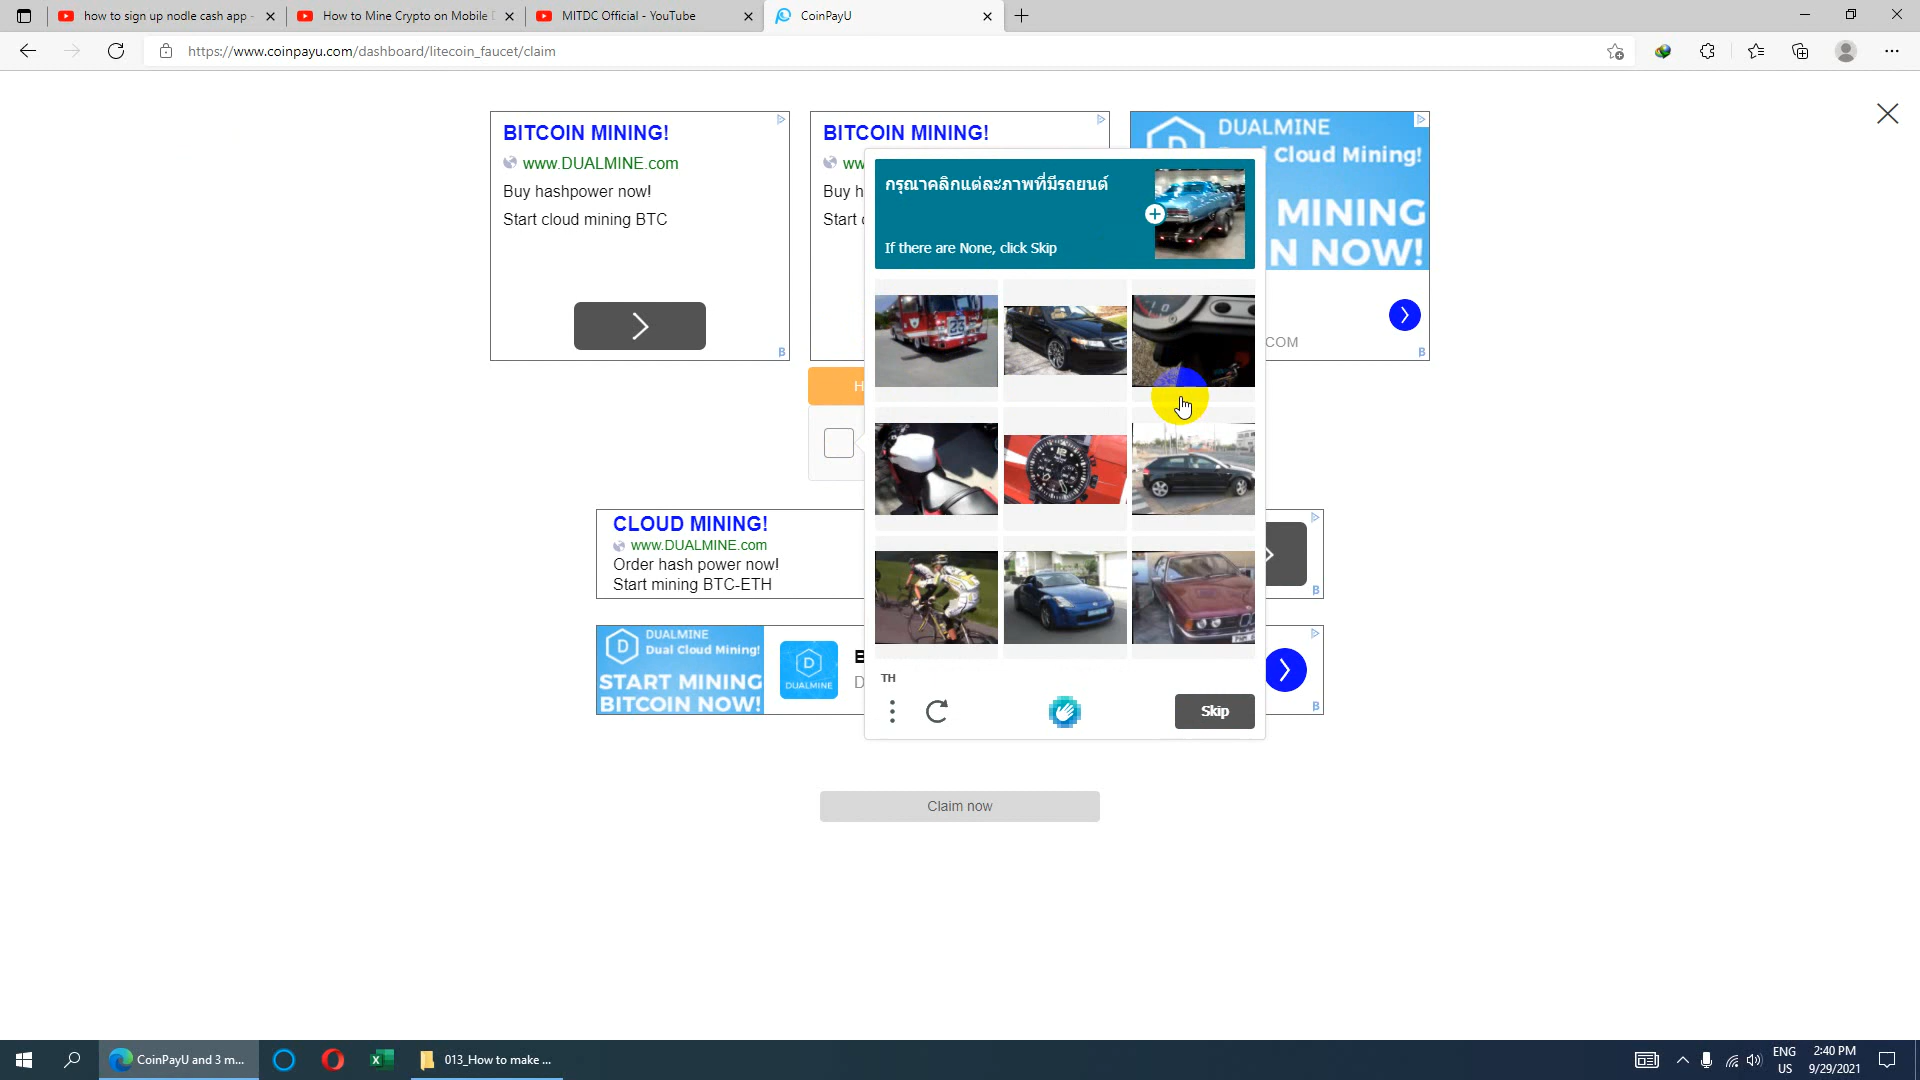 how to sign up nodle cash app -
How to Mine Crypto on Mobile
MITDC Official - YouTube
CoinPayU
https://www.coinpayu.com/dashboard/litecoin_faucet/claim
BITCOIN MINING!
www.DUALMINE.com
Buy hashpower now!
Start cloud mining BTC
B
BITCOIN MINING!
ww
Buy h
Start
DUALMINE
Cloud Mining!
MINING
N NOW!
COM
B
กรุณาคลิกแต่ละภาพที่มีรถยนต์
If there are None, click Skip
23
H
CLOUD MINING!
www.DUALMINE.com
Order hash power now!
Start mining BTC-ETH
B
DUALMINE
Dual Cloud Mining!
START MINING
BITCOIN NOW!
DUALMINE
B
D
B
TH
Skip
Claim now
CoinPayU and 3 m...
013_How to make ...
ENG
US
2:40 PM
9/29/2021